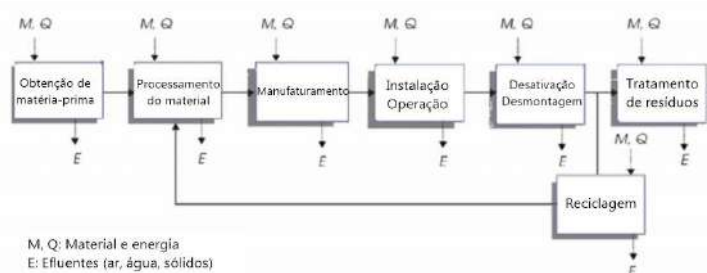 M, Q M, Q M, Q M, Q M, Q M, Q
Obtenção de
matéria-prima
Processamento
do material
Manufaturamento
Instalação
Operação
Desativação
Desmontagem
Tratamento
de resíduos
E E E E E E
M, Q
Reciclagem
E
M, Q: Material e energia
E: Efluentes (ar, água, sólidos)